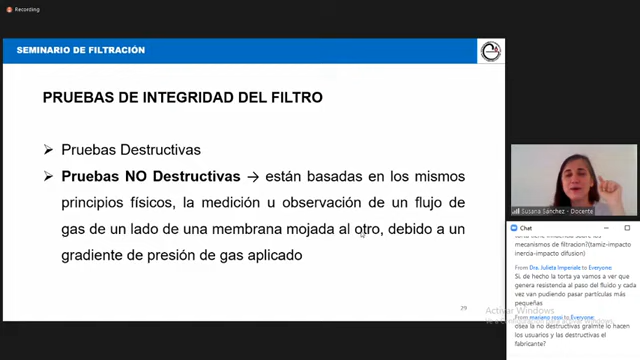 Recording
SEMINARIO DE FILTRACIÓN
PRUEBAS DE INTEGRIDAD DEL FILTRO
➢ Pruebas Destructivas
➢ Pruebas NO Destructivas → están basadas en los mismos
principios físicos, la medición u observación de un flujo de
gas de un lado de una membrana mojada al otro, debido a un
gradiente de presión de gas aplicado
29
Susana Sánchez - Docente
Chat
mecanismos de filtracion?(tamiz-impacto
inercia-impacto difusion)
From Dra. Julieta Imperiale to Everyone:
Si. de hecho la torta ya vamos a ver que
genera resistendia al paso del fluido y cada
vez van pudiendo pasar partículas más
pequeñas
Activar Windows
From mariano rossi to Everyone:
osea la no destructivas gralmte lo hacen
los usuarios y las destructivas el
fabricante?